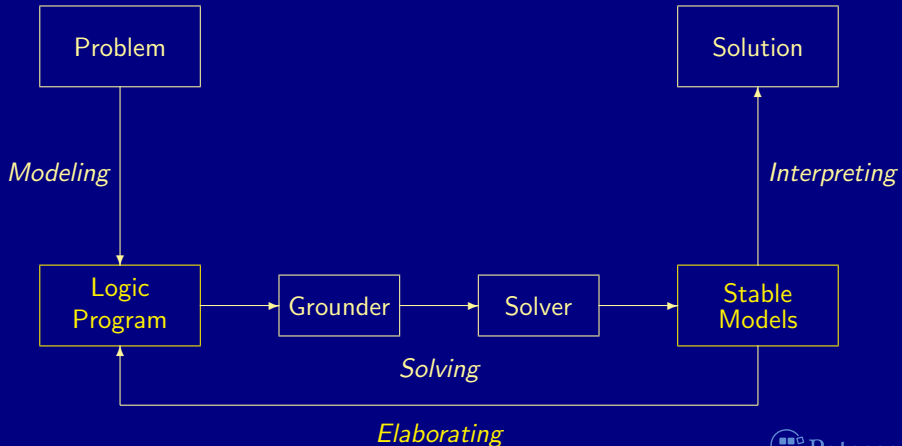 Problem
Solution
Modeling
Interpreting
Logic
Program
Grounder
Solver
Stable
Models
Solving
Elaborating